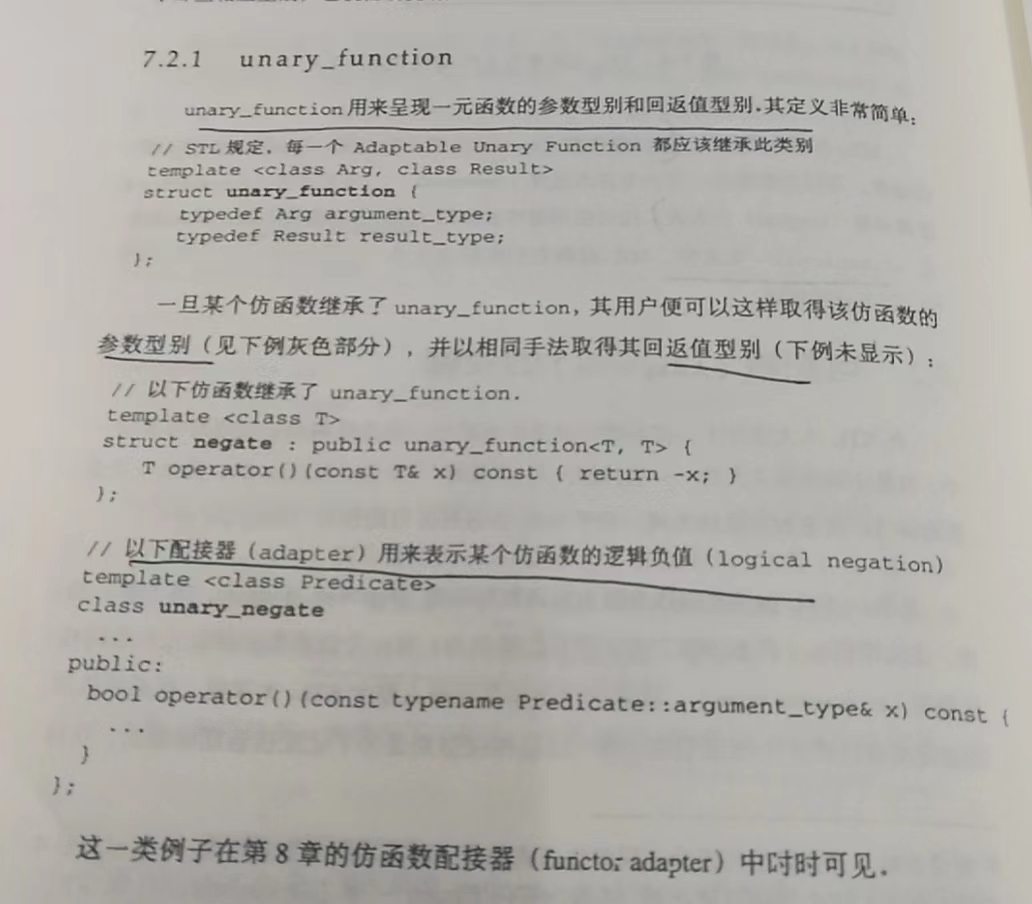 7.2.1 unary_function
unary_function 用来呈现一元函数的参数型别和回返值型别.其定义非常简单:
// STL 规定，每一个 Adaptable Unary Function 都应该继承此类别
template <class Arg, class Result>
struct unary_function {
typedef Arg argument_type;
typedef Result result_type;
};
一旦某个仿函数继承了 unary_function，其用户便可以这样取得该仿函数的
参数型别（见下例灰色部分），并以相同手法取得其回返值型别（下例未显示）：
// 以下仿函数继承了 unary_function.
template <class T>
struct negate : public unary_function<T, T> {
T operator()(const T& x) const { return -x; }
};
// 以下配接器（adapter）用来表示某个仿函数的逻辑负值（logical negation）
template <class Predicate>
class unary_negate
...
public:
bool operator()(const typename Predicate::argument_type& x) const {
...
}
};
这一类例子在第 8 章的仿函数配接器（functor adapter）中时时可见.